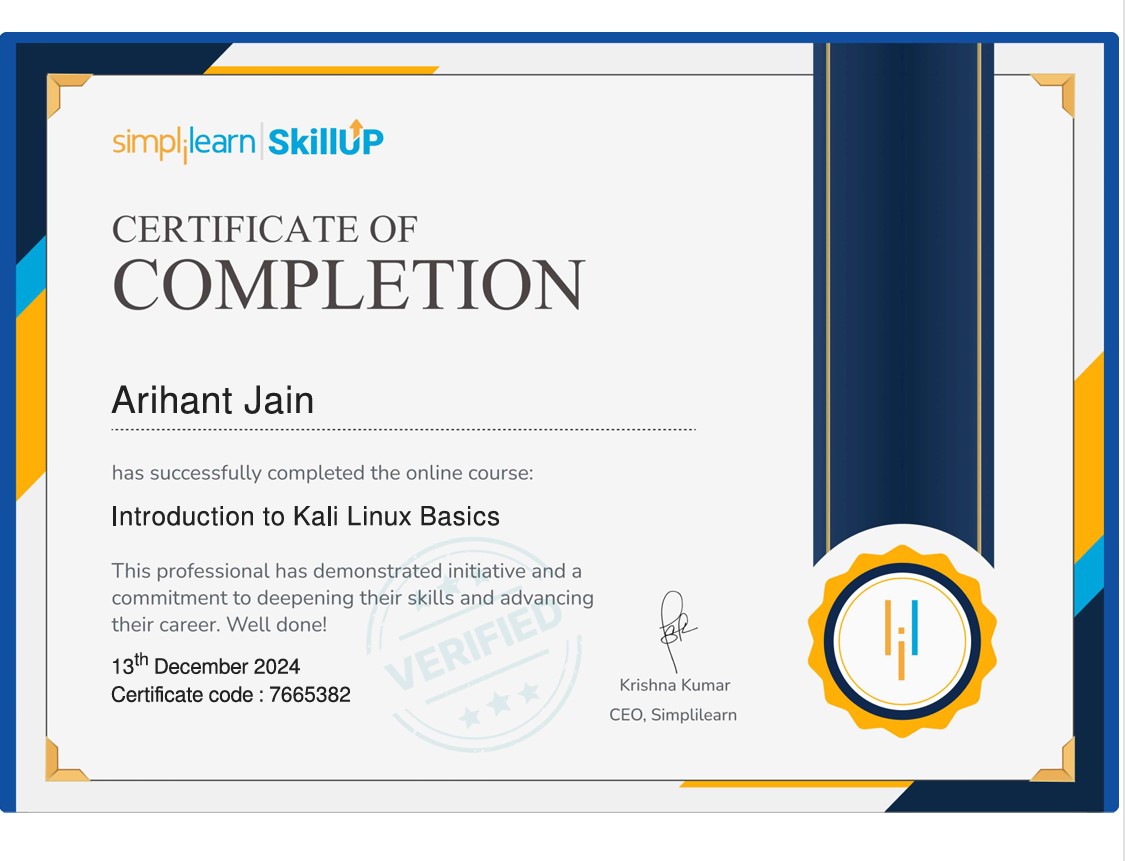 simplilearn | SkillUP
CERTIFICATE OF
COMPLETION
Arihant Jain
has successfully completed the online course:
Introduction to Kali Linux Basics
This professional has demonstrated initiative and a
commitment to deepening their skills and advancing
their career. Well done!
VERIFIED
13th December 2024
Certificate code : 7665382
Krishna Kumar
CEO, Simplilearn